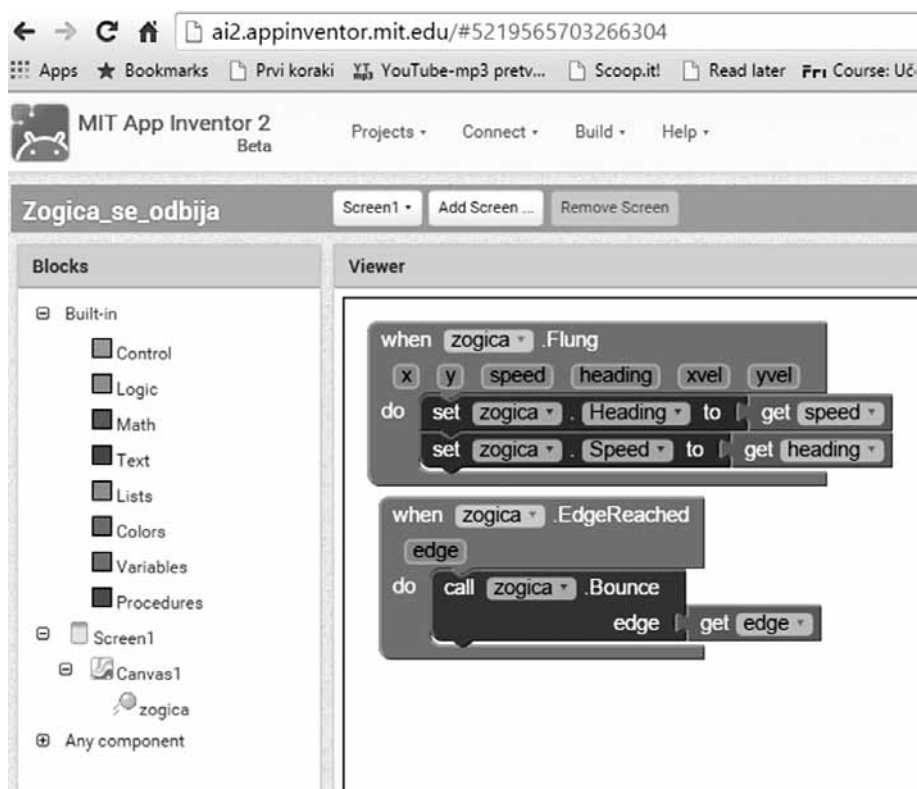 ai2.appinventor.mit.edu/#5219565703266304
Apps Bookmarks Prvi koraki YouTube-mp3 pretv... Scoop.it! Read later Fri Course: Uč
MIT App Inventor 2
Beta
Projects Connect Build Help
Zogica_se_odbija Screen1 Add Screen ... Remove Screen
Blocks
Viewer
Built-in
Control
Logic
Math
Text
Lists
Colors
Variables
Procedures
Screen1
Canvas1
zogica
Any component
when zogica .Flung
x y speed heading xvel yvel
do set zogica . Heading to get speed
set zogica . Speed to get heading
when zogica .EdgeReached
edge
do call zogica .Bounce
edge get edge